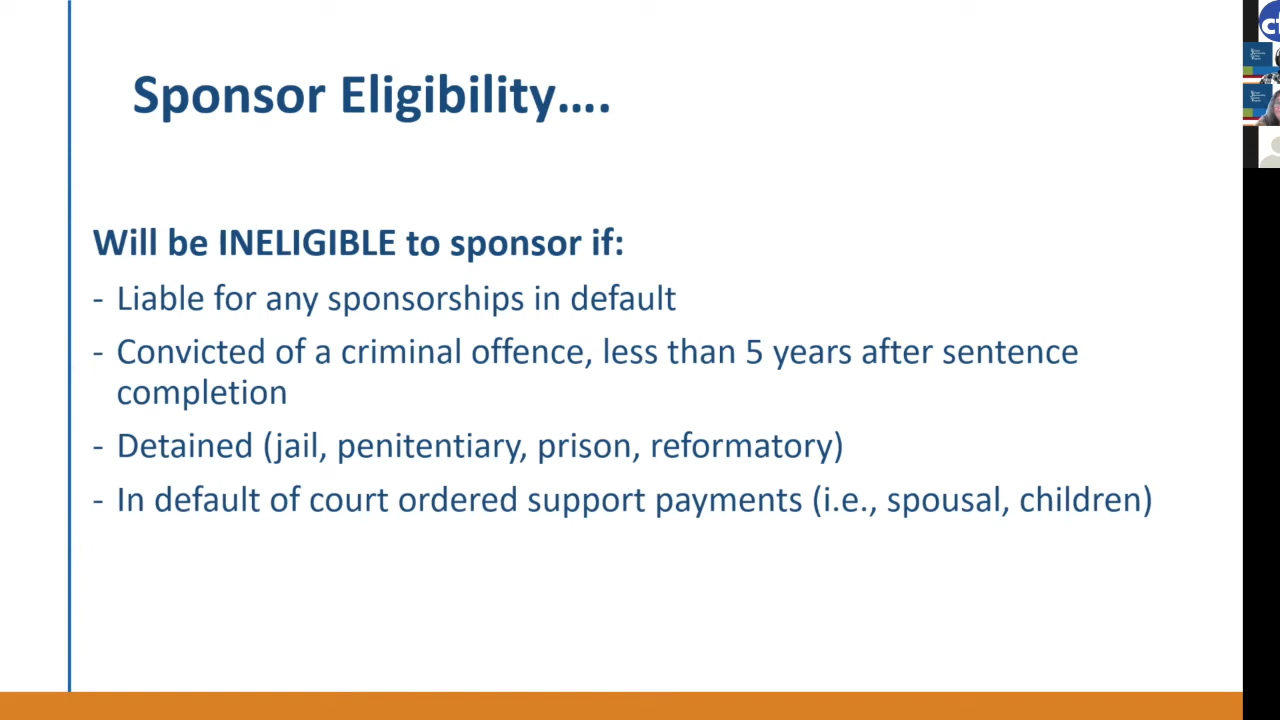 Sponsor Eligibility....
Will be INELIGIBLE to sponsor if:
- Liable for any sponsorships in default
- Convicted of a criminal offence, less than 5 years after sentence
completion
- Detained (jail, penitentiary, prison, reformatory)
- In default of court ordered support payments (i.e., spousal, children)